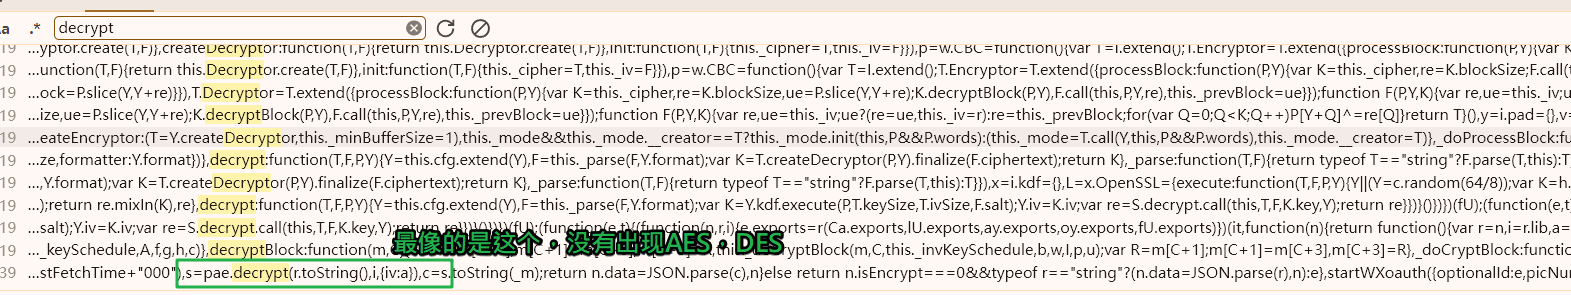 Aa .* decrypt
19 ...yptor.create(T,F)},createDecryptor:function(T,F){return this.Decryptor.create(T,F)},init:function(T,F){this._cipher=T,this._iv=F}}),p=w.CBC=function(){var T=I.extend();T.Encryptor=T.extend({processBlock:function(P,Y){var K
19 ...unction(T,F){return this.Decryptor.create(T,F)},init:function(T,F){this._cipher=T,this._iv=F}}),p=w.CBC=function(){var T=I.extend();T.Encryptor=T.extend({processBlock:function(P,Y){var K=this._cipher,re=K.blockSize;F.call(t
19 ...ock=P.slice(Y,Y+re)}}),T.Decryptor=T.extend({processBlock:function(P,Y){var K=this._cipher,re=K.blockSize,ue=P.slice(Y,Y+re);K.decryptBlock(P,Y),F.call(this,P,Y,re),this._prevBlock=ue}});function F(P,Y,K){var re,ue=this._iv;u
19 ...ize,ue=P.slice(Y,Y+re);K.decryptBlock(P,Y),F.call(this,P,Y,re),this._prevBlock=ue}});function F(P,Y,K){var re,ue=this._iv;ue?(re=ue,this._iv=r):re=this._prevBlock;for(var Q=0;Q<K;Q++)P[Y+Q]^=re[Q]}return T}(),y=i.pad={},v=
19 ...eateEncryptor:(T=Y.createDecryptor,this._minBufferSize=1),this._mode&&this._mode.__creator==T?this._mode.init(this,P&&P.words):(this._mode=T.call(Y,this,P&&P.words),this._mode.__creator=T)},_doProcessBlock:fu
19 ...ze,formatter:Y.format})},decrypt:function(T,F,P,Y){Y=this.cfg.extend(Y),F=this._parse(F,Y.format);var K=T.createDecryptor(P,Y).finalize(F.ciphertext);return K},_parse:function(T,F){return typeof T=="string"?F.parse(T,this):T
19 ...,Y.format);var K=T.createDecryptor(P,Y).finalize(F.ciphertext);return K},_parse:function(T,F){return typeof T=="string"?F.parse(T,this):T}}),x=i.kdf={},L=x.OpenSSL={execute:function(T,F,P,Y){Y||(Y=c.random(64/8));var K=h.
19 ...);return re.mixIn(K),re},decrypt:function(T,F,P,Y){Y=this.cfg.extend(Y),F=this._parse(F,Y.format);var K=Y.kdf.execute(P,T.keySize,T.ivSize,F.salt);Y.iv=K.iv;var re=S.decrypt.call(this,T,F,K.key,Y);return re}})}()})})(fU);(function(e,t
19 ...salt);Y.iv=K.iv;var re=S.decrypt.call(this,T,F,K.key,Y);return
r,i){e.exports=r(Ca.exports,lU.exports,ay.exports,oy.exports,fU.exports)})(it,function(n){return function(){var r=n,i=r.lib,a=
最像的是这个，没有出现AES，DES
19 ..._keySchedule,A,f,g,h,c)},decryptBlock:function(m,
ptBlock(m,C,this._invKeySchedule,b,w,I,p,u);var R=m[C+1];m[C+1]=m[C+3],m[C+3]=R},_doCryptBlock:function
39 ...stFetchTime+"000"),s=pae.decrypt(r.toString(),i,{iv:a}),c=s.toString(_m);return n.data=JSON.parse(c),n}else return n.isEncrypt===0&&typeof r=="string"?(n.data=JSON.parse(r),n):e},startWXoauth({optionalId:e,picNu